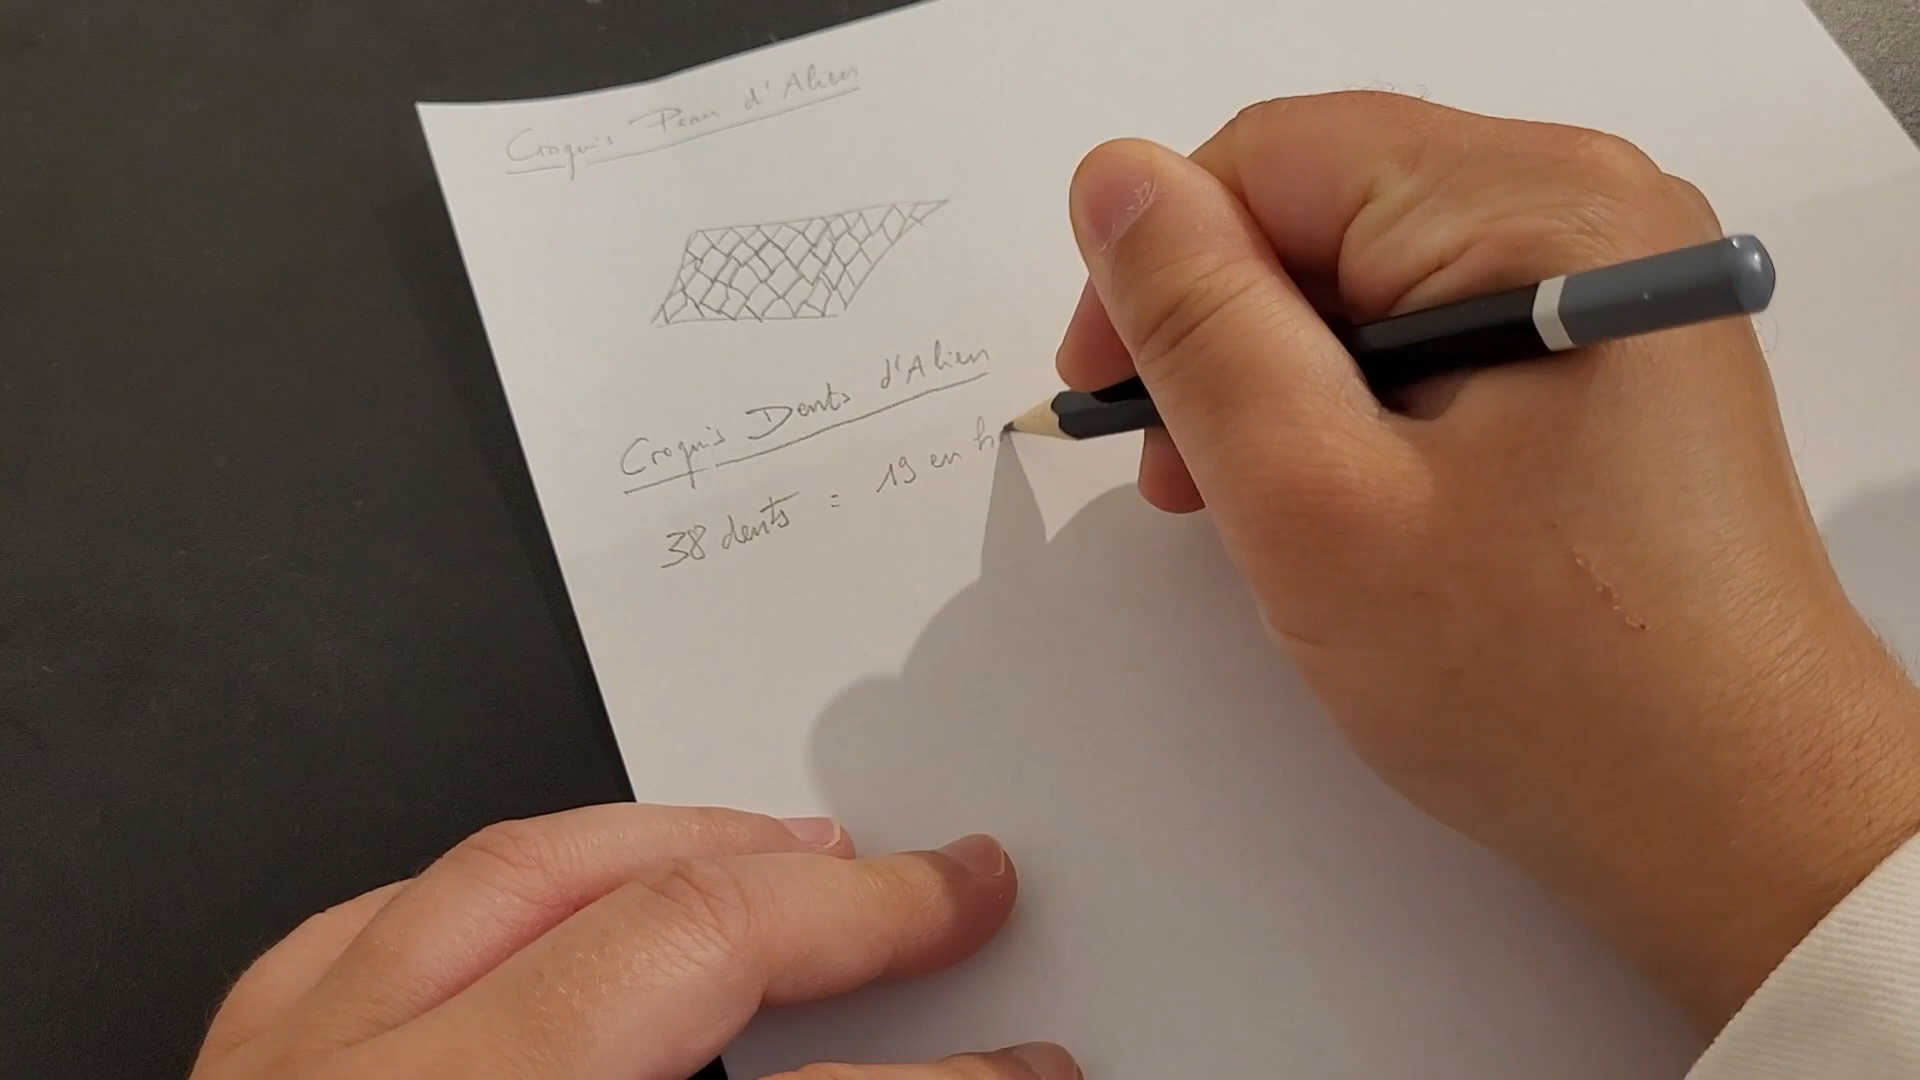 Croquis Peau d'Alien
Croquis Dents d'Alien
38 dents : 19 en h